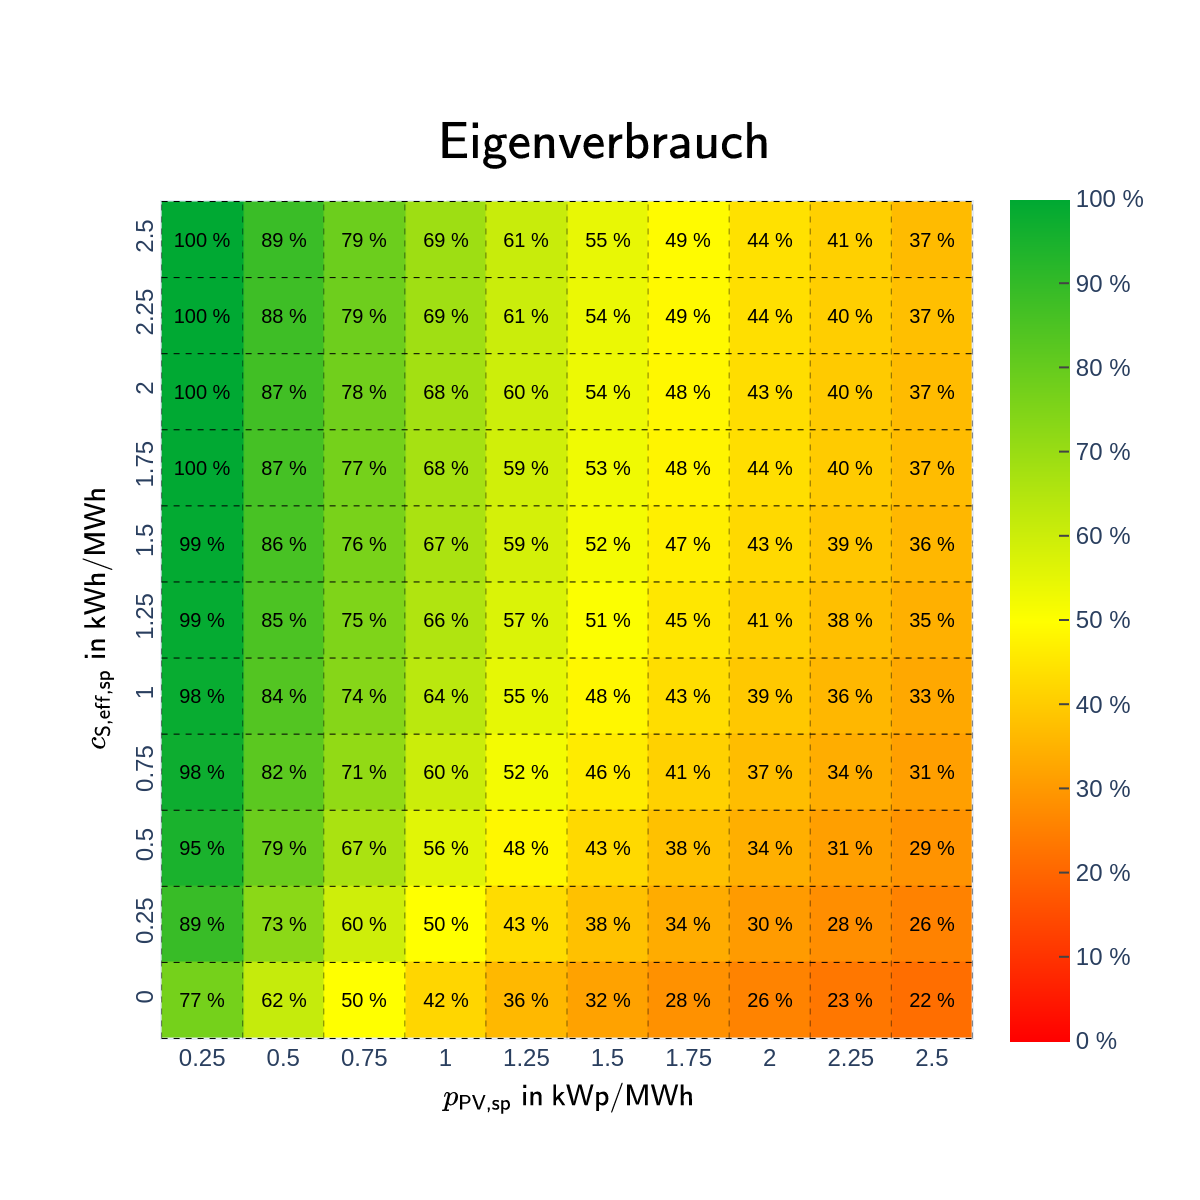 Eigenverbrauch
c_S,eff,sp in kWh/MWh
2.5 100 % 89 % 79 % 69 % 61 % 55 % 49 % 44 % 41 % 37 %
2.25 100 % 88 % 79 % 69 % 61 % 54 % 49 % 44 % 40 % 37 %
2 100 % 87 % 78 % 68 % 60 % 54 % 48 % 43 % 40 % 37 %
1.75 100 % 87 % 77 % 68 % 59 % 53 % 48 % 44 % 40 % 37 %
1.5 99 % 86 % 76 % 67 % 59 % 52 % 47 % 43 % 39 % 36 %
1.25 99 % 85 % 75 % 66 % 57 % 51 % 45 % 41 % 38 % 35 %
1 98 % 84 % 74 % 64 % 55 % 48 % 43 % 39 % 36 % 33 %
0.75 98 % 82 % 71 % 60 % 52 % 46 % 41 % 37 % 34 % 31 %
0.5 95 % 79 % 67 % 56 % 48 % 43 % 38 % 34 % 31 % 29 %
0.25 89 % 73 % 60 % 50 % 43 % 38 % 34 % 30 % 28 % 26 %
0 77 % 62 % 50 % 42 % 36 % 32 % 28 % 26 % 23 % 22 %
0.25 0.5 0.75 1 1.25 1.5 1.75 2 2.25 2.5
p_PV,sp in kWp/MWh
100 %
90 %
80 %
70 %
60 %
50 %
40 %
30 %
20 %
10 %
0 %